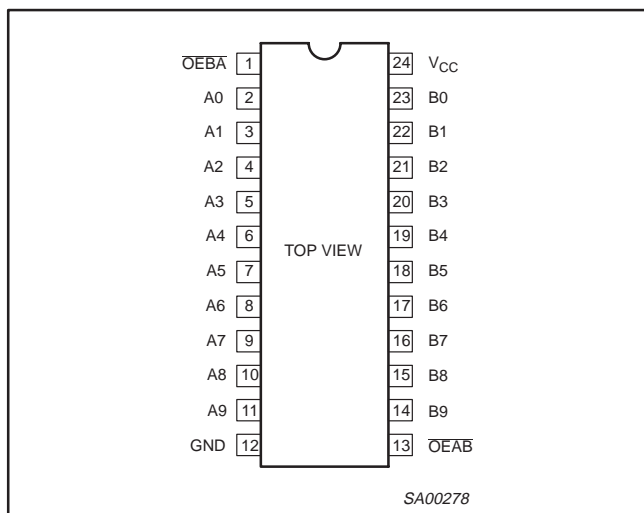 OEBA 1 24 VCC
A0 2 23 B0
A1 3 22 B1
A2 4 21 B2
A3 5 20 B3
A4 6 19 B4
TOP VIEW
A5 7 18 B5
A6 8 17 B6
A7 9 16 B7
A8 10 15 B8
A9 11 14 B9
GND 12 13 OEAB
SA00278